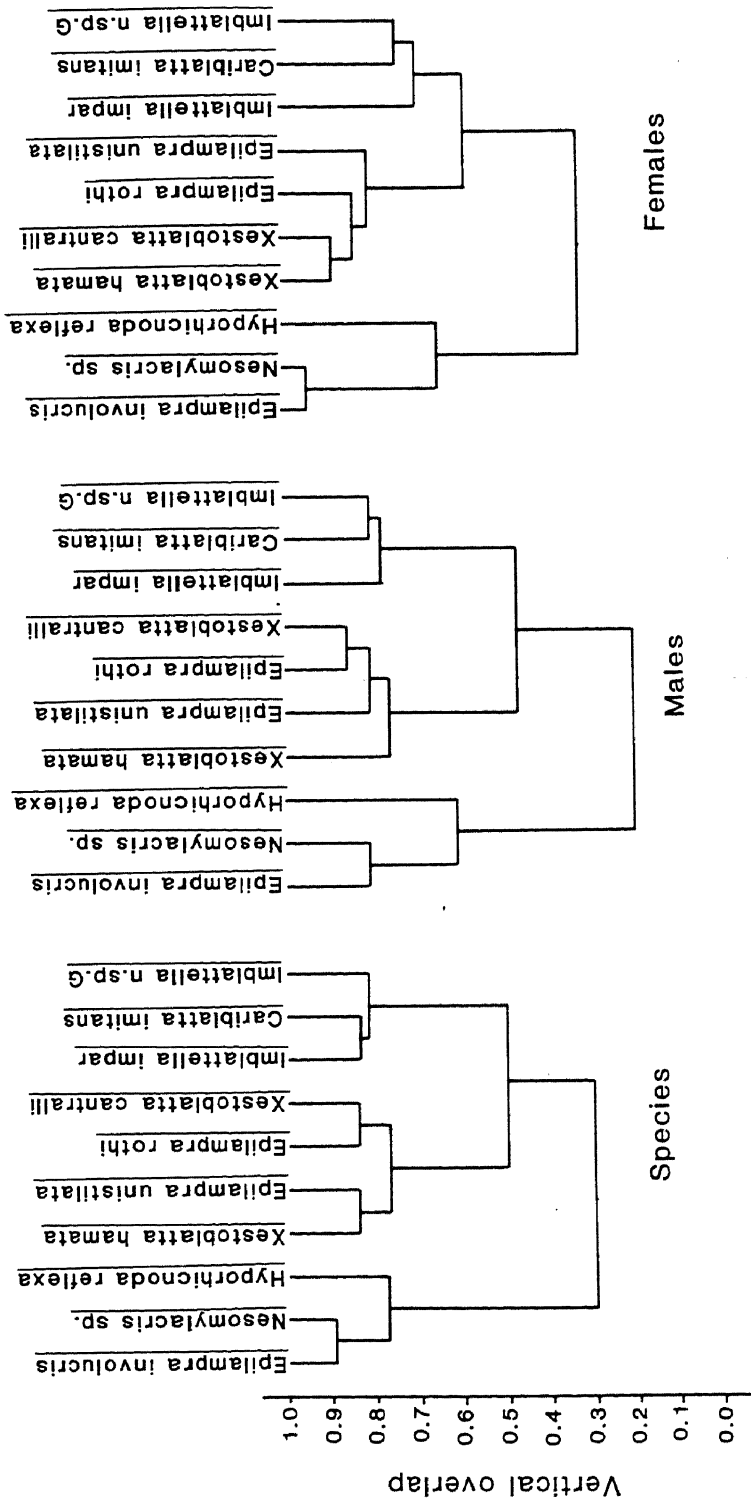 Vertical overlap
1.0
0.9
0.8
0.7
0.6
0.5
0.4
0.3
0.2
0.1
0.0
Epilampra involucris
Nesomylacris sp.
Hyporhicnoda reflexa
Xestoblatta hamata
Epilampra unistilata
Epilampra rothi
Xestoblatta cantralli
Imblattella impar
Cariblatta imitans
Imblattella n.sp.G
Species
Epilampra involucris
Nesomylacris sp.
Hyporhicnoda reflexa
Xestoblatta hamata
Epilampra unistilata
Epilampra rothi
Xestoblatta cantralli
Imblattella impar
Cariblatta imitans
Imblattella n.sp.G
Males
Epilampra involucris
Nesomylacris sp.
Hyporhicnoda reflexa
Xestoblatta hamata
Xestoblatta cantralli
Epilampra rothi
Epilampra unistilata
Imblattella impar
Cariblatta imitans
Imblattella n.sp.G
Females